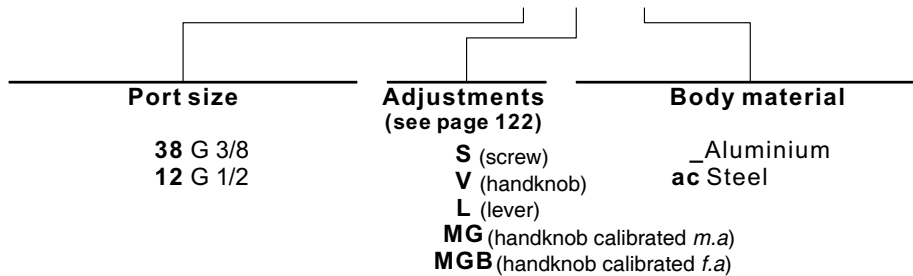 Port size
38 G 3/8
12 G 1/2
Adjustments
(see page 122)
S (screw)
V (handknob)
L (lever)
MG (handknob calibrated m.a)
MGB (handknob calibrated f.a)
Body material
_Aluminium
ac Steel